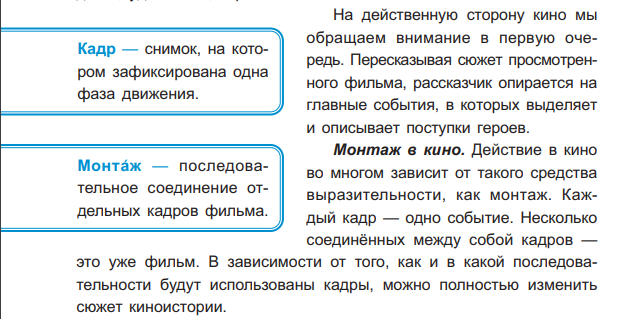 На действенную сторону кино мы
обращаем внимание в первую оче-
редь. Пересказывая сюжет просмотрен-
ного фильма, рассказчик опирается на
главные события, в которых выделяет
и описывает поступки героев.
Кадр — снимок, на кото-
ром зафиксирована одна
фаза движения.
Монта́ж — последова-
тельное соединение от-
дельных кадров фильма.
Монтаж в кино. Действие в кино
во многом зависит от такого средства
выразительности, как монтаж. Каж-
дый кадр — одно событие. Несколько
соединённых между собой кадров —
это уже фильм. В зависимости от того, как и в какой последова-
тельности будут использованы кадры, можно полностью изменить
сюжет киноистории.